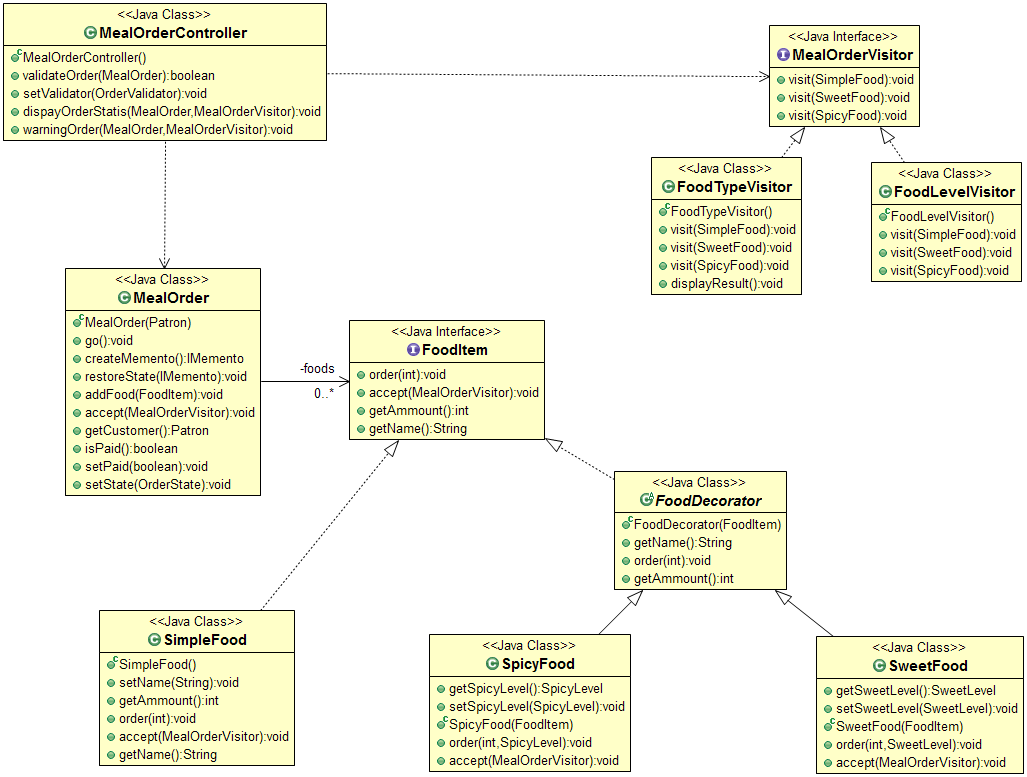 <<Java Class>>
MealOrderController
MealOrderController()
validateOrder(MealOrder):boolean
setValidator(OrderValidator):void
dispayOrderStatis(MealOrder,MealOrderVisitor):void
warningOrder(MealOrder,MealOrderVisitor):void
<<Java Interface>>
MealOrderVisitor
visit(SimpleFood):void
visit(SweetFood):void
visit(SpicyFood):void
<<Java Class>>
FoodTypeVisitor
FoodTypeVisitor()
visit(SimpleFood):void
visit(SweetFood):void
visit(SpicyFood):void
displayResult():void
<<Java Class>>
FoodLevelVisitor
FoodLevelVisitor()
visit(SimpleFood):void
visit(SweetFood):void
visit(SpicyFood):void
<<Java Class>>
MealOrder
MealOrder(Patron)
go():void
createMemento():IMemento
restoreState(IMemento):void
addFood(FoodItem):void
accept(MealOrderVisitor):void
getCustomer():Patron
isPaid():boolean
setPaid(boolean):void
setState(OrderState):void
-foods
0..*
<<Java Interface>>
FoodItem
order(int):void
accept(MealOrderVisitor):void
getAmmount():int
getName():String
<<Java Class>>
FoodDecorator
FoodDecorator(FoodItem)
getName():String
order(int):void
getAmmount():int
<<Java Class>>
SimpleFood
SimpleFood()
setName(String):void
getAmmount():int
order(int):void
accept(MealOrderVisitor):void
getName():String
<<Java Class>>
SpicyFood
getSpicyLevel():SpicyLevel
setSpicyLevel(SpicyLevel):void
SpicyFood(FoodItem)
order(int,SpicyLevel):void
accept(MealOrderVisitor):void
<<Java Class>>
SweetFood
getSweetLevel():SweetLevel
setSweetLevel(SweetLevel):void
SweetFood(FoodItem)
order(int,SweetLevel):void
accept(MealOrderVisitor):void